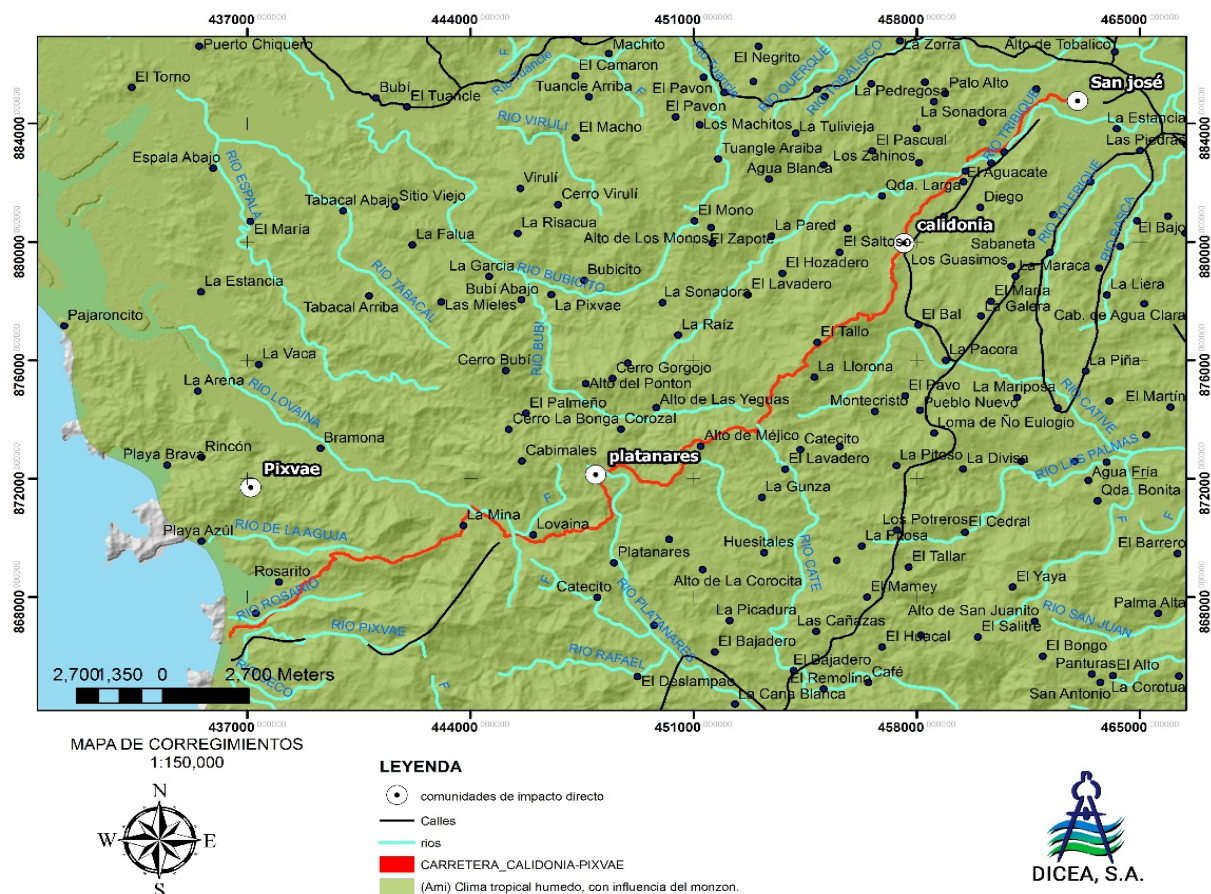 437000 444000 451000 458000 465000
884000
880000
876000
872000
868000
Puerto Chiquero
Machito
El Negrito
La Zorra
Alto de Tobalico
El Torno
El Camaron
San josé
Bubí
El Tuancle
Tuancle Arriba
El Pavon
RIO QUERQUE
RIO TOBALISCO
La Pedregosa
Palo Alto
Rio Tuancle
Rio Tuancle
F
F
RIO VIRULI
El Macho
El Pavon
Los Machitos
La Tulivieja
El Pascual
La Sonadora
RIO TRIBIQUE
La Estancia
Las Piedras
Espala Abajo
RIO ESPALA
Tuangle Araiba
Agua Blanca
Los Zahinos
Tabacal Abajo
Sitio Viejo
Virulí
Cerro Virulí
Qda. Larga
El Aguacate
Diego
RIO TOLERIQUE
RIO BABCA
El María
La Falua
La Risacua
El Mono
Alto de Los Monos
El Zapote
La Pared
El Saltoso
calidonia
Sabaneta
El Bajo
RIO TABACAL
La Estancia
Tabacal Arriba
La Garcia
Las Mieles
RIO BUBICITO
Bubi Abajo
Bubicito
La Pixvae
La Sonadora
El Hozadero
El Lavadero
Los Guasimos
La Maraca
El María
La Galera
La Liera
Cab. de Agua Clara
Pajaroncito
La Vaca
RIO BUBI
La Raíz
El Tallo
El Bal
La Pacora
La Piña
La Arena
RIO LOVAINA
Cerro Bubí
Cerro Gorgojo
Alto del Ponton
La Llorona
El Pavo
La Mariposa
El Palmeño
Alto de Las Yeguas
Montecristo
Pueblo Nuevo
RIO CATIVE
El Martín
Cerro La Bonga
Corozal
Loma de Ño Eulogio
Rincón
Bramona
Playa Brava
Pixvae
Cabimales
platanares
Alto de Méjico
Catecito
El Lavadero
La Pitoso
La Divisa
RIO LAS PALMAS
Agua Fría
Qda. Bonita
F
La Gunza
La Mina
Lovaina
Playa Azúl
RIO DE LA AGUJA
Los Potreros
El Cedral
F
F
Platanares
Huesitales
RIO CATE
La Pitosa
El Tallar
El Barrero
Rosarito
RIO ROSARIO
F
Catecito
Alto de La Corocita
El Mamey
El Yaya
RIO PLATANARES
La Picadura
Alto de San Juanito
El Salitre
RIO SAN JUAN
Palma Alta
RIO PIXVAE
F
Las Cañazas
El Huacal
RIO RAFAEL
El Bajadero
El Bajadero
El Bongo
F
El Deslampao
El Remolino
Café
Panturas
El Alto
La Cana Blanca
San Antonio
La Corotua
2,700 1,350 0 2,700 Meters
437000 444000 451000 458000 465000
MAPA DE CORREGIMIENTOS
1:150,000
N
W E
S
LEYENDA
comunidades de impacto directo
Calles
rios
CARRETERA_CALIDONIA-PIXVAE
(Ami) Clima tropical humedo, con influencia del monzon.
DICEA, S.A.